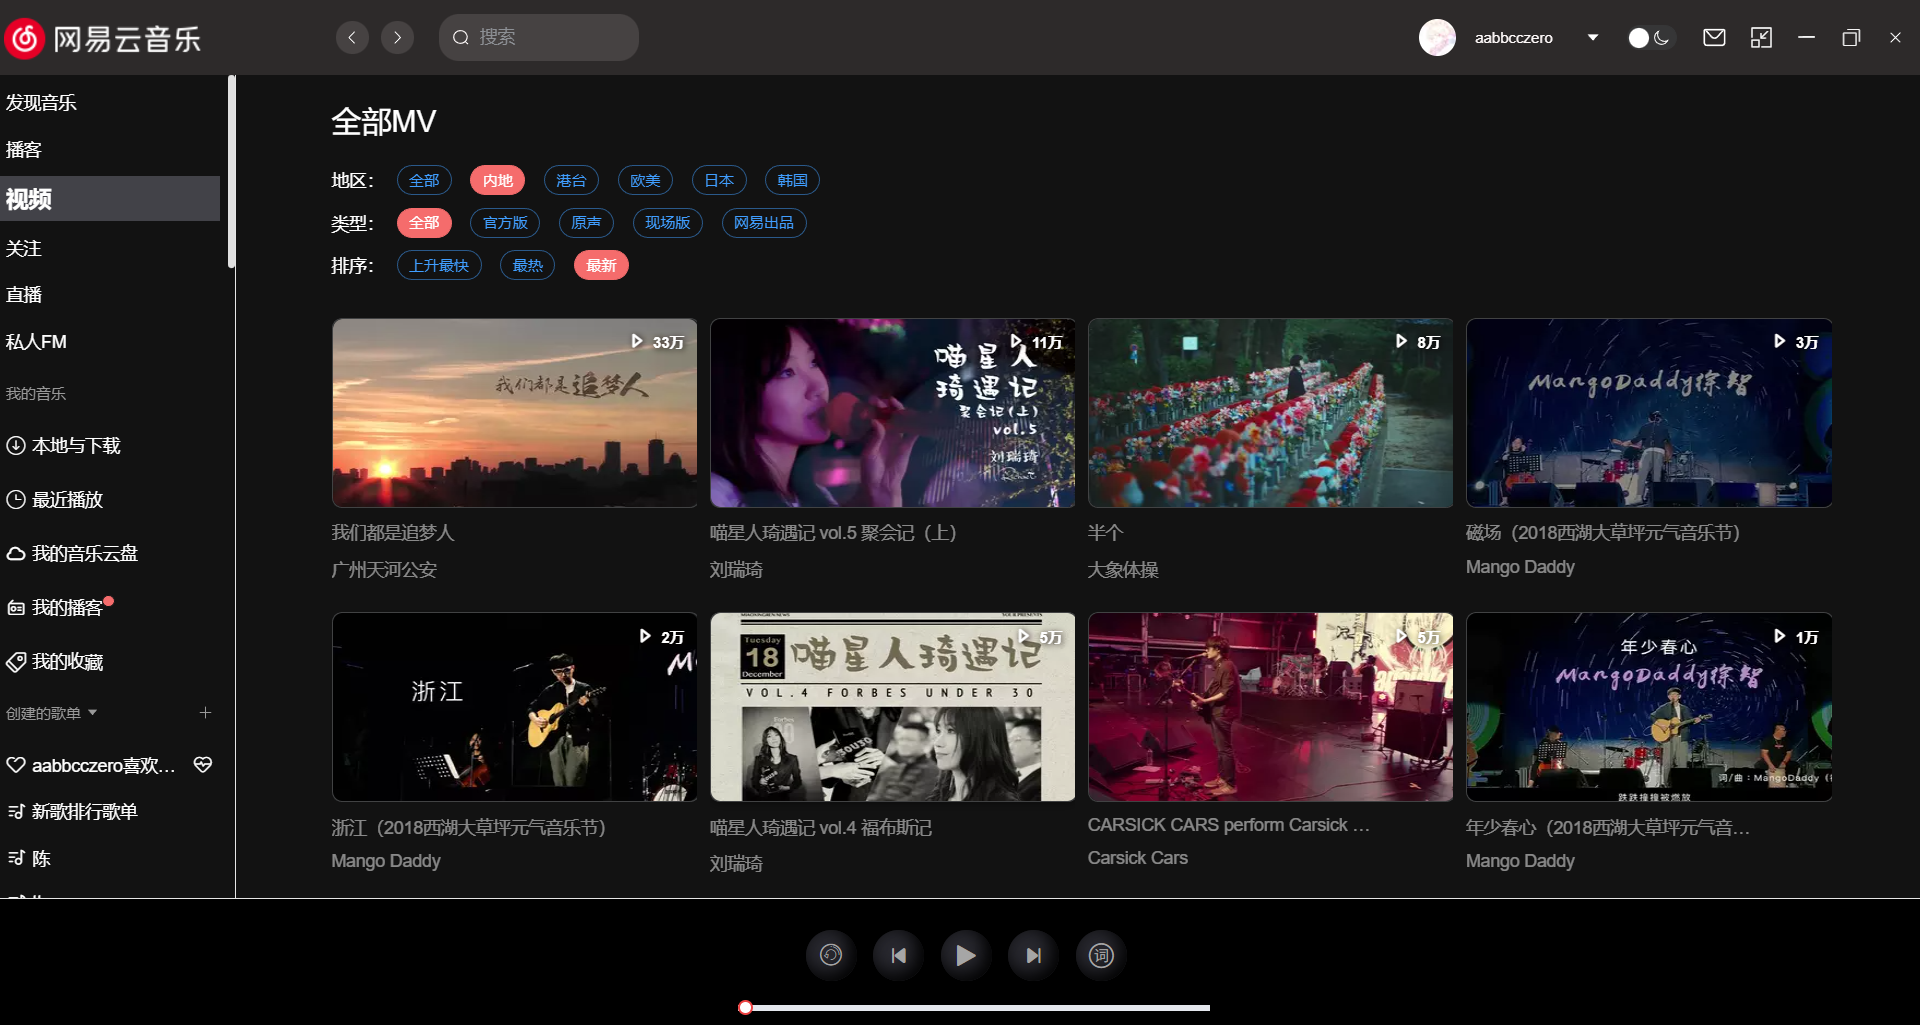 网易云音乐
搜索
aabbcczero
发现音乐
播客
视频
关注
直播
私人FM
我的音乐
本地与下载
最近播放
我的音乐云盘
我的播客
我的收藏
创建的歌单
aabbcczero喜欢...
新歌排行歌单
陈
全部MV
地区： 全部 内地 港台 欧美 日本 韩国
类型： 全部 官方版 原声 现场版 网易出品
排序： 上升最快 最热 最新
33万
我们都是追梦人
我们都是追梦人
广州天河公安
11万
喵星人
琦遇记
聚会记(上)
vol.5
刘瑞琦
喵星人琦遇记 vol.5 聚会记（上）
刘瑞琦
8万
半个
大象体操
3万
MangoDaddy徐智
磁场（2018西湖大草坪元气音乐节）
Mango Daddy
2万
浙江
浙江（2018西湖大草坪元气音乐节）
Mango Daddy
5万
Tuesday
18
December
喵星人琦遇记
VOL.4 FORBES UNDER 30
喵星人琦遇记 vol.4 福布斯记
刘瑞琦
5万
CARSICK CARS perform Carsick ...
Carsick Cars
1万
年少春心
MangoDaddy徐智
词/曲：MangoDaddy
跌跌撞撞被燃放
年少春心（2018西湖大草坪元气音...
Mango Daddy
词